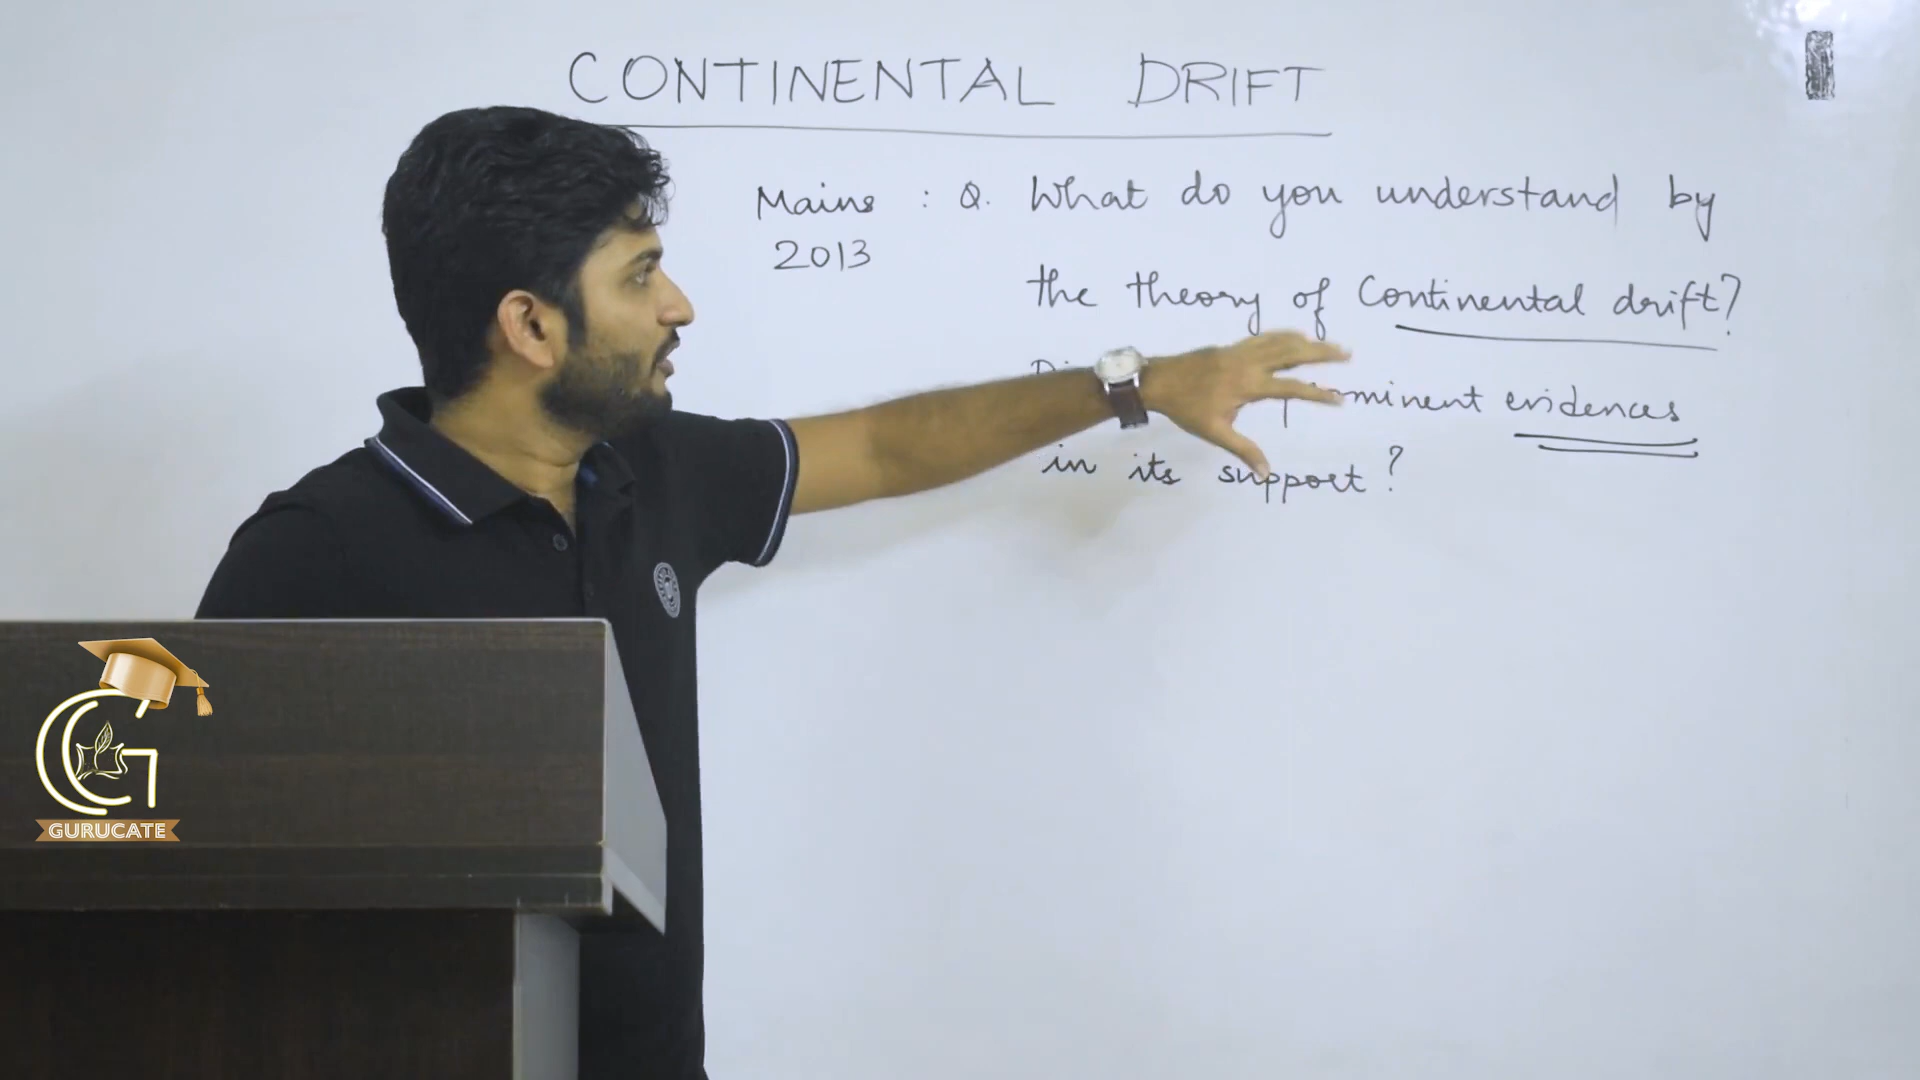 CONTINENTAL DRIFT
Mains : Q. What do you understand by
2013
the theory of Continental drift?
evidences
in its support?
GURUCATE